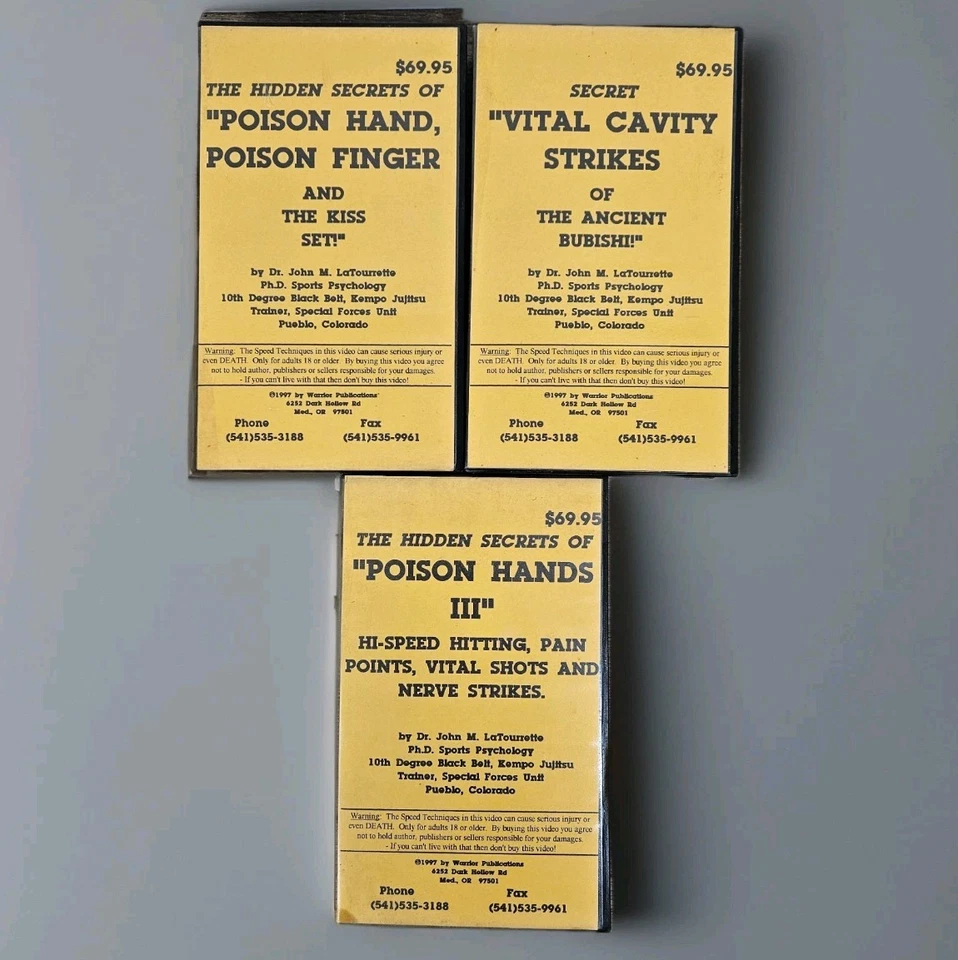 $69.95
THE HIDDEN SECRETS OF
"POISON HAND,
POISON FINGER
AND
THE KISS
SET!"
by Dr. John M. LaTourrette
Ph.D. Sports Psychology
10th Degree Black Belt, Kempo Jujitsu
Trainer, Special Forces Unit
Pueblo, Colorado
Warning: The Speed Techniques in this video can cause serious injury or
even DEATH. Only for adults 18 or older. By buying this video you agree
not to hold author, publishers or sellers responsible for your damages.
- If you can't live with that then don't buy this video!
©1997 by Warrior Publications
6252 Dark Hollow Rd
Med., OR 97501
Phone Fax
(541)535-3188 (541)535-9961
$69.95
SECRET
"VITAL CAVITY
STRIKES
OF
THE ANCIENT
BUBISHI!"
by Dr. John M. LaTourrette
Ph.D. Sports Psychology
10th Degree Black Belt, Kempo Jujitsu
Trainer, Special Forces Unit
Pueblo, Colorado
Warning: The Speed Techniques in this video can cause serious injury or
even DEATH. Only for adults 18 or older. By buying this video you agree
not to hold author, publishers or sellers responsible for your damages.
- If you can't live with that then don't buy this video!
©1997 by Warrior Publications
6252 Dark Hollow Rd
Med., OR 97501
Phone Fax
(541)535-3188 (541)535-9961
$69.95
THE HIDDEN SECRETS OF
"POISON HANDS
III"
HI-SPEED HITTING, PAIN
POINTS, VITAL SHOTS AND
NERVE STRIKES.
by Dr. John M. LaTourrette
Ph.D. Sports Psychology
10th Degree Black Belt, Kempo Jujitsu
Trainer, Special Forces Unit
Pueblo, Colorado
Warning: The Speed Techniques in this video can cause serious injury or
even DEATH. Only for adults 18 or older. By buying this video you agree
not to hold author, publishers or sellers responsible for your damages.
- If you can't live with that then don't buy this video!
©1997 by Warrior Publications
6252 Dark Hollow Rd
Med., OR 97501
Phone Fax
(541)535-3188 (541)535-9961